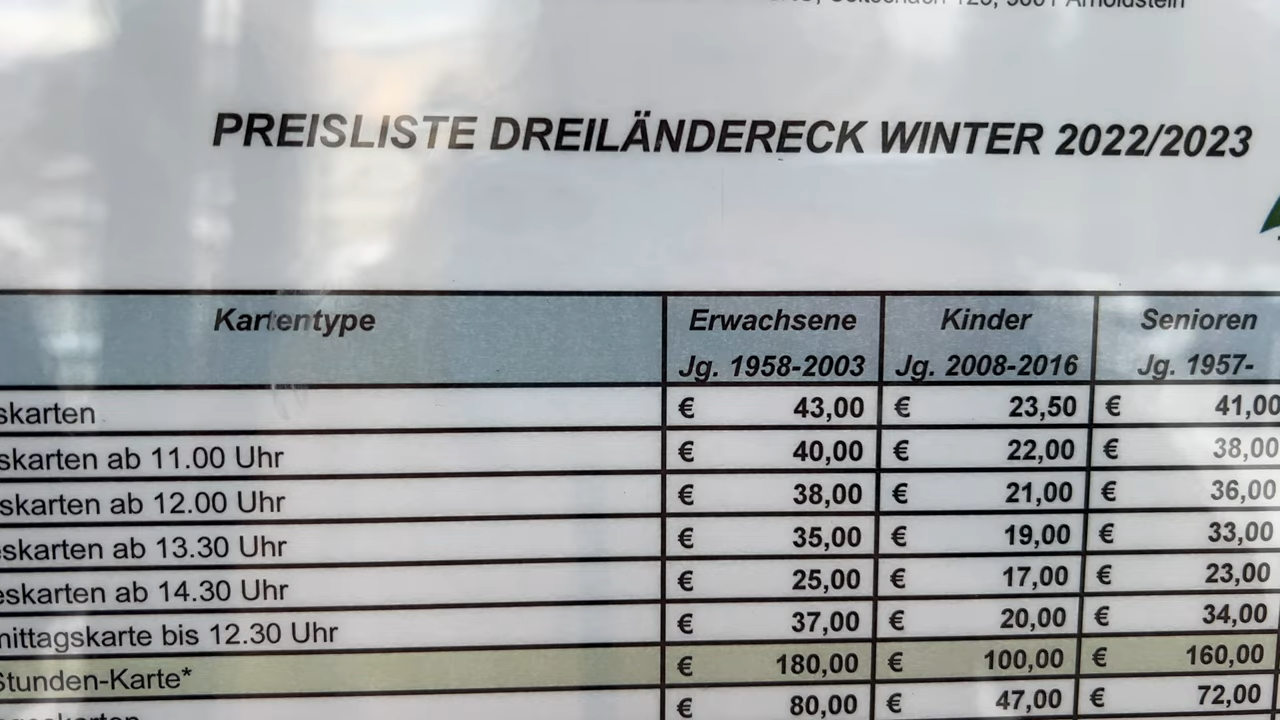 5, 9601 Arnoldstein
PREISLISTE DREILÄNDERECK WINTER 2022/2023
Kartentype Erwachsene Kinder Senioren
Jg. 1958-2003 Jg. 2008-2016 Jg. 1957-
skarten € 43,00 € 23,50 € 41,00
skarten ab 11.00 Uhr € 40,00 € 22,00 € 38,00
skarten ab 12.00 Uhr € 38,00 € 21,00 € 36,00
eskarten ab 13.30 Uhr € 35,00 € 19,00 € 33,00
eskarten ab 14.30 Uhr € 25,00 € 17,00 € 23,00
mittagskarte bis 12.30 Uhr € 37,00 € 20,00 € 34,00
Stunden-Karte* € 180,00 € 100,00 € 160,00
€ 80,00 € 47,00 € 72,00